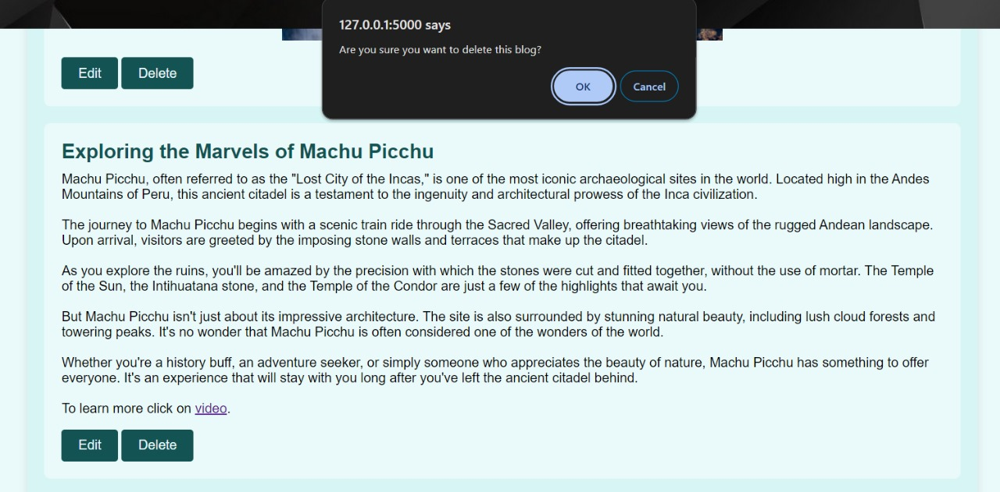 127.0.0.1:5000 says
Are you sure you want to delete this blog?
OK Cancel
Edit Delete
Exploring the Marvels of Machu Picchu
Machu Picchu, often referred to as the "Lost City of the Incas," is one of the most iconic archaeological sites in the world. Located high in the Andes
Mountains of Peru, this ancient citadel is a testament to the ingenuity and architectural prowess of the Inca civilization.
The journey to Machu Picchu begins with a scenic train ride through the Sacred Valley, offering breathtaking views of the rugged Andean landscape.
Upon arrival, visitors are greeted by the imposing stone walls and terraces that make up the citadel.
As you explore the ruins, you'll be amazed by the precision with which the stones were cut and fitted together, without the use of mortar. The Temple
of the Sun, the Intihuatana stone, and the Temple of the Condor are just a few of the highlights that await you.
But Machu Picchu isn't just about its impressive architecture. The site is also surrounded by stunning natural beauty, including lush cloud forests and
towering peaks. It's no wonder that Machu Picchu is often considered one of the wonders of the world.
Whether you're a history buff, an adventure seeker, or simply someone who appreciates the beauty of nature, Machu Picchu has something to offer
everyone. It's an experience that will stay with you long after you've left the ancient citadel behind.
To learn more click on video.
Edit Delete